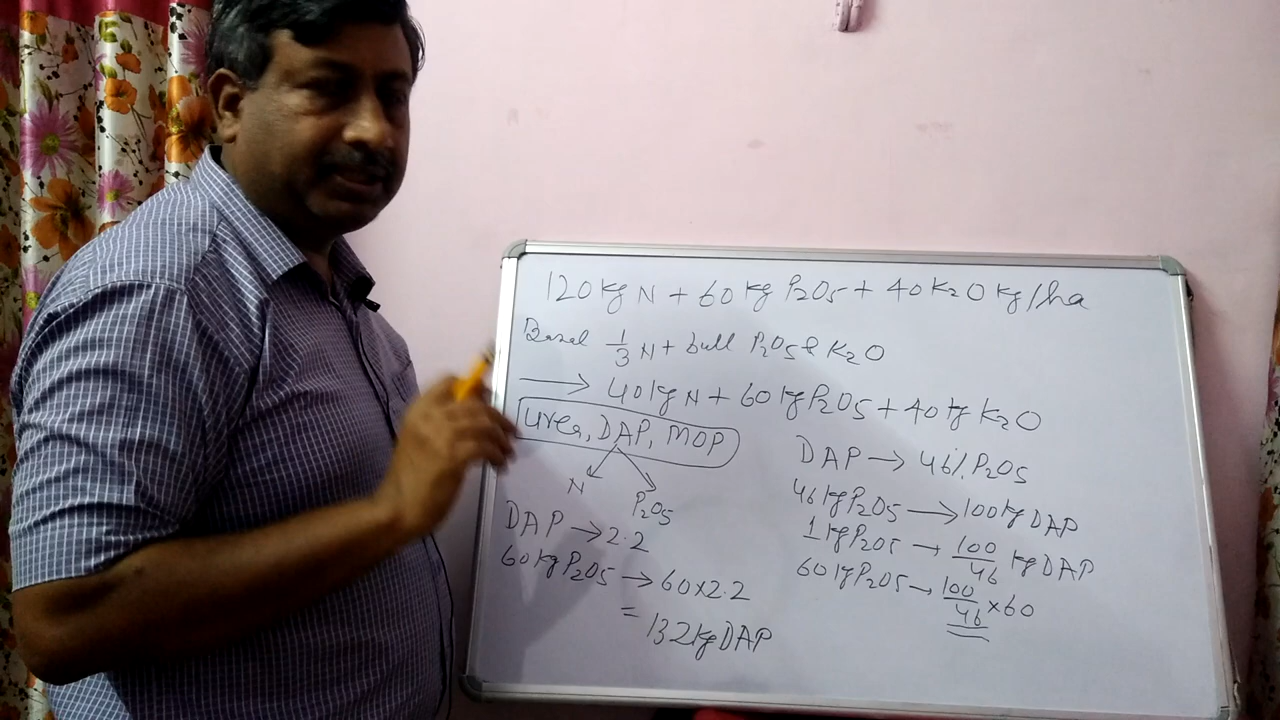 120 kg N + 60 kg P2O5 + 40 K2O kg/ha
Basal 1/3 N + bull P2O5 & K2O
→ 40 kg N + 60 kg P2O5 + 40 kg K2O
Urea, DAP, MOP
N P2O5
DAP → 2.2
60 kg P2O5 → 60 x 2.2
= 132 kg DAP
DAP → 46% P2O5
46 kg P2O5 → 100 kg DAP
1 kg P2O5 → 100/46 kg DAP
60 kg P2O5 → 100/46 x 60